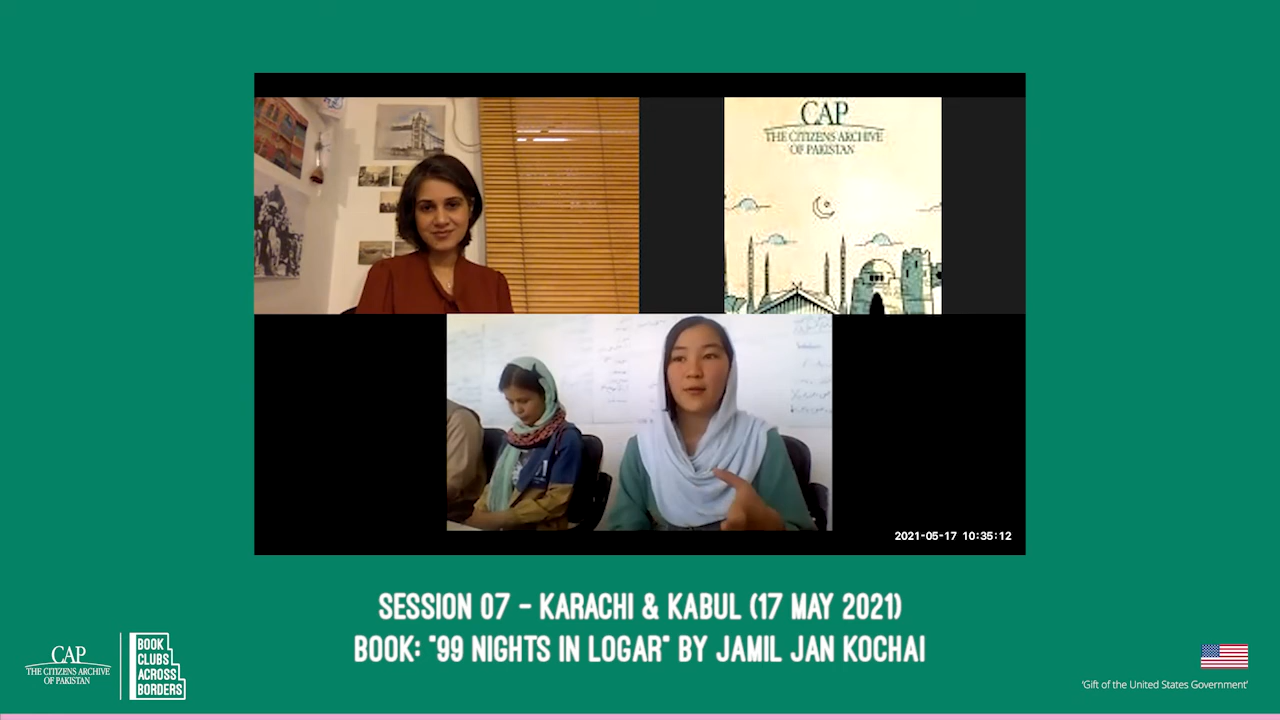 CAP
THE CITIZENS ARCHIVE
OF PAKISTAN
2021-05-17 10:35:12
SESSION 07 - KARACHI & KABUL (17 MAY 2021)
BOOK: "99 NIGHTS IN LOGAR" BY JAMIL JAN KOCHAI
CAP
THE CITIZENS ARCHIVE
OF PAKISTAN
BOOK
CLUBS
ACROSS
BORDERS
'Gift of the United States Government'